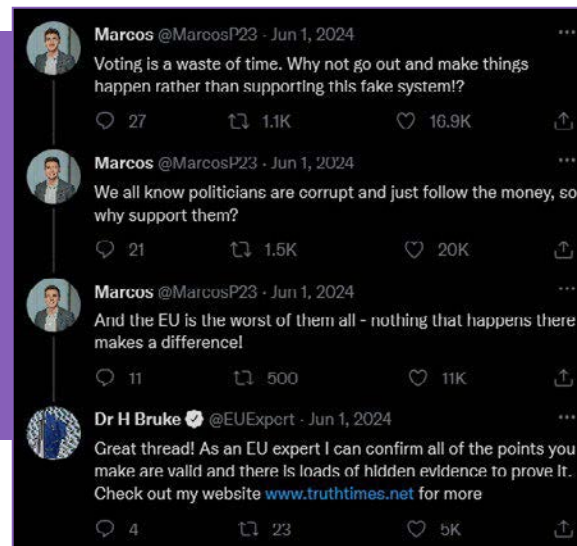 Marcos @MarcosP23 · Jun 1, 2024
Voting is a waste of time. Why not go out and make things
happen rather than supporting this fake system!?
27 1.1K 16.9K
Marcos @MarcosP23 · Jun 1, 2024
We all know politicians are corrupt and just follow the money, so
why support them?
21 1.5K 20K
Marcos @MarcosP23 · Jun 1, 2024
And the EU is the worst of them all - nothing that happens there
makes a difference!
11 500 11K
Dr H Bruke @EUExpert · Jun 1, 2024
Great thread! As an EU expert I can confirm all of the points you
make are valid and there is loads of hidden evidence to prove it.
Check out my website www.truthtimes.net for more
4 23 5K